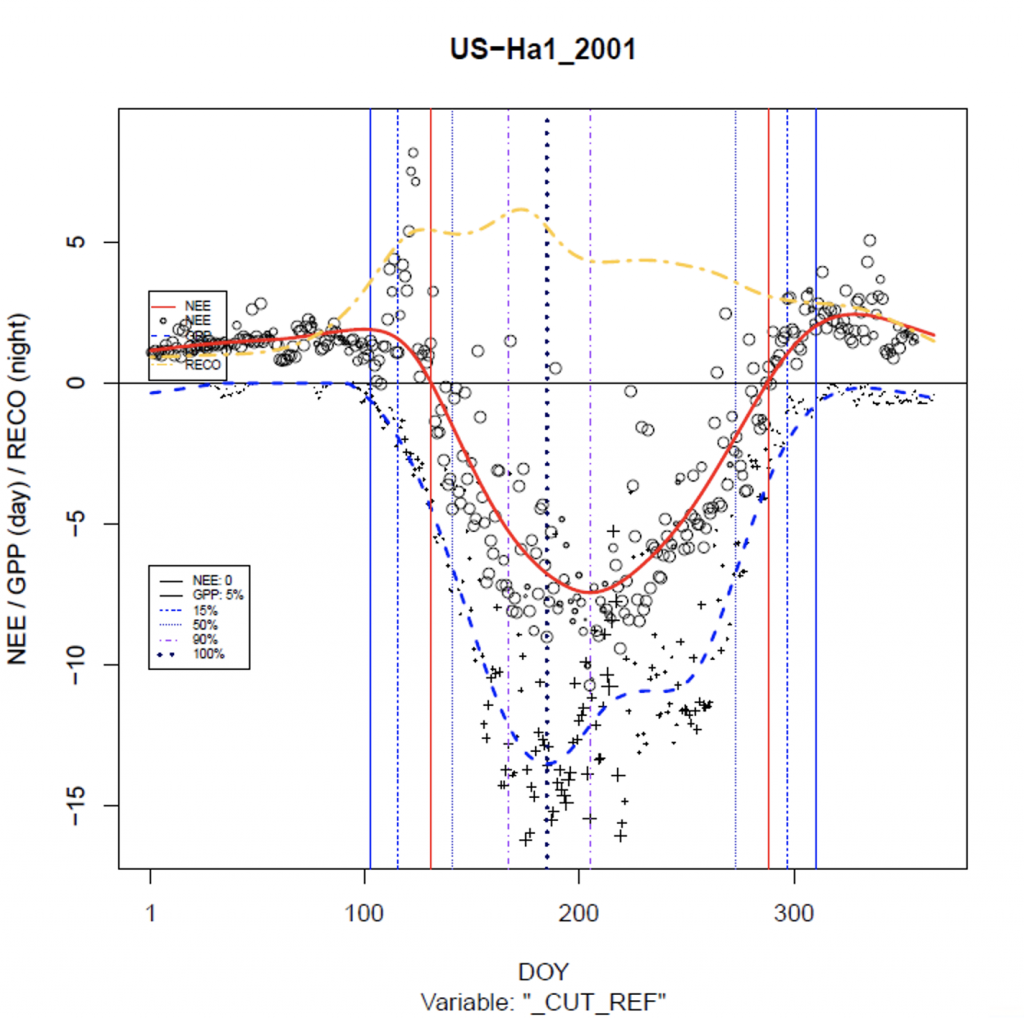 US−Ha1_2001
NEE / GPP (day) / RECO (night)
5
0
−5
−10
−15
NEE
NEE
RECO
NEE: 0
GPP: 5%
15%
50%
90%
100%
1 100 200 300
DOY
Variable: "_CUT_REF"